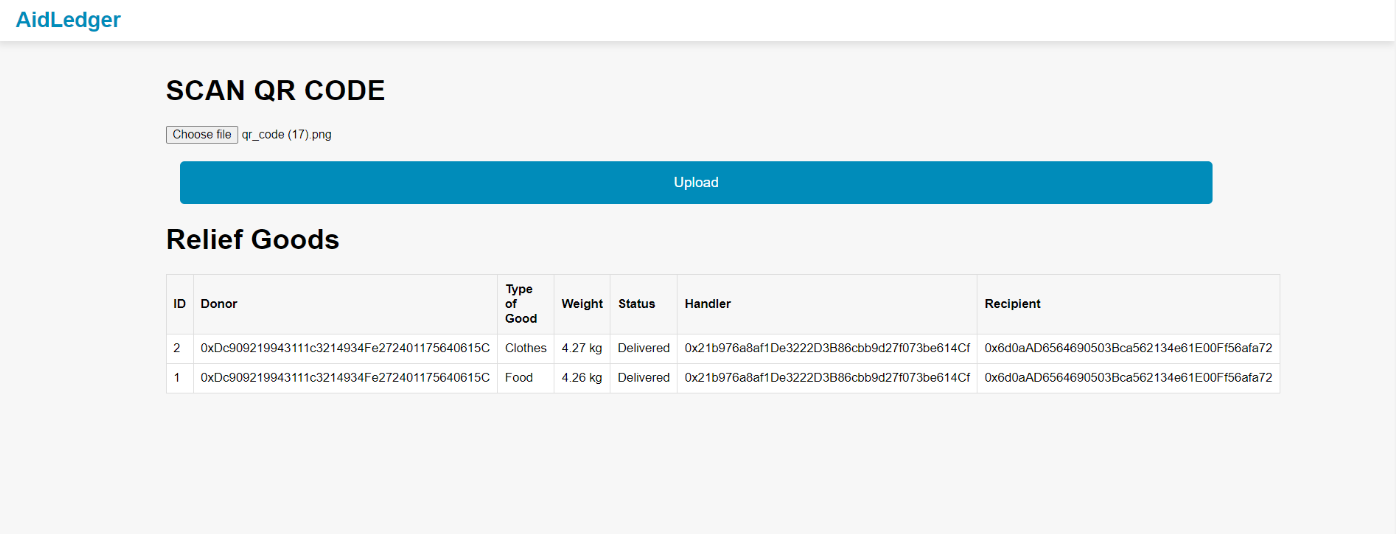 AidLedger
SCAN QR CODE
Choose file qr_code (17).png
Upload
Relief Goods
ID Donor Type of Good Weight Status Handler Recipient
2 0xDc909219943111c3214934Fe272401175640615C Clothes 4.27 kg Delivered 0x21b976a8af1De3222D3B86cbb9d27f073be614Cf 0x6d0aAD6564690503Bca562134e61E00Ff56afa72
1 0xDc909219943111c3214934Fe272401175640615C Food 4.26 kg Delivered 0x21b976a8af1De3222D3B86cbb9d27f073be614Cf 0x6d0aAD6564690503Bca562134e61E00Ff56afa72